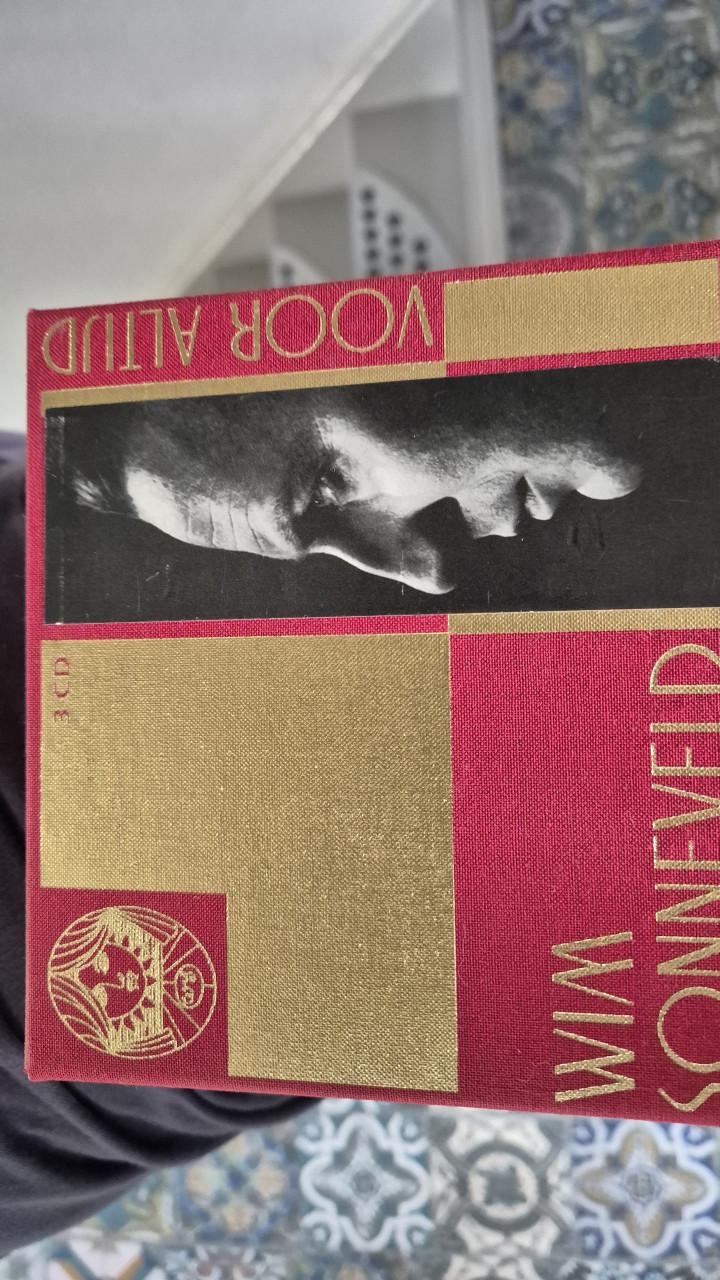 WIM
SONNEVELD
3 CD
VOOR ALTIJD